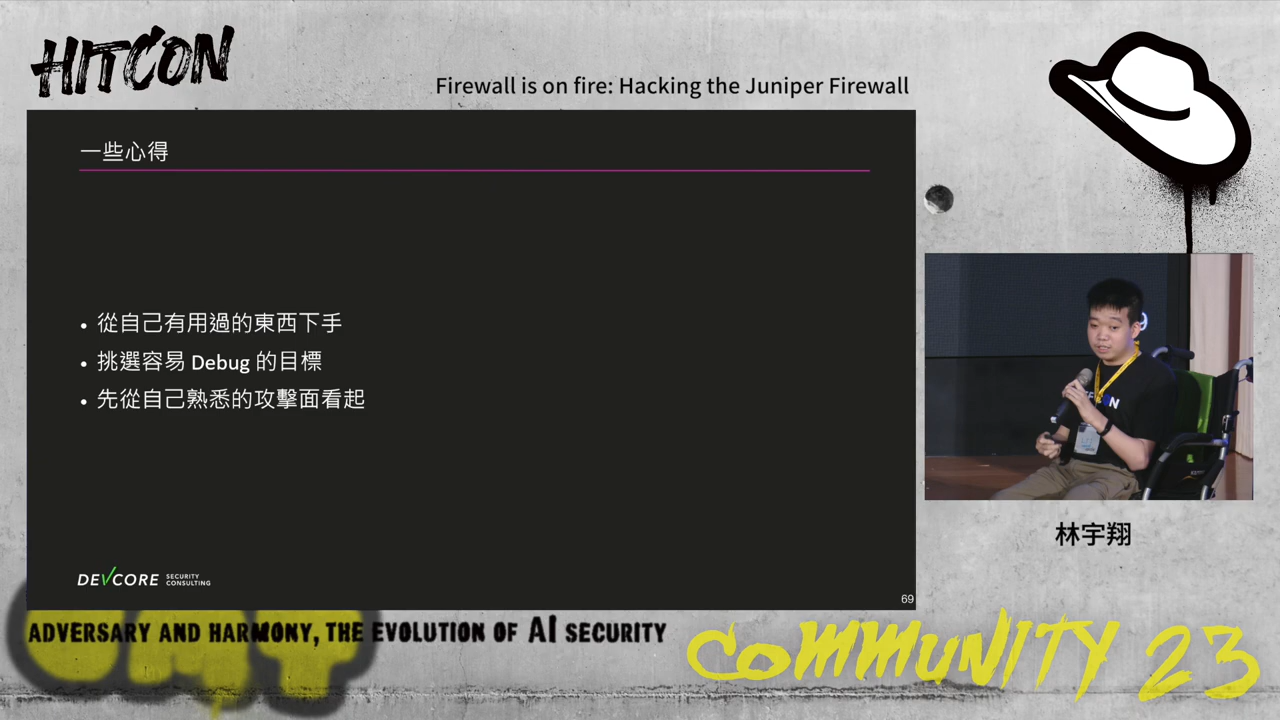 HITCON
Firewall is on fire: Hacking the Juniper Firewall
一些心得
• 從自己有用過的東西下手
• 挑選容易 Debug 的目標
• 先從自己熟悉的攻擊面看起
DEVCORE SECURITY CONSULTING
69
林宇翔
ADVERSARY AND HARMONY, THE EVOLUTION OF AI SECURITY
COMMUNITY 23